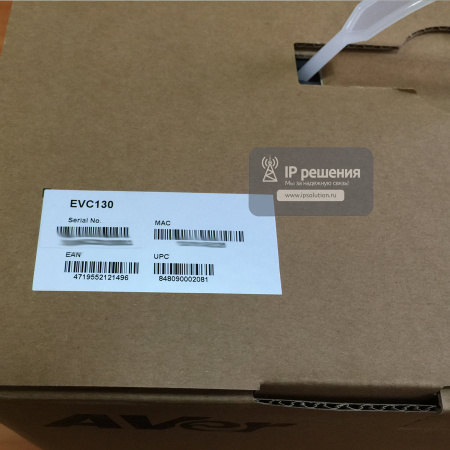 IP решения
Мы за надежную связь!
www.ipsolution.ru
EVC130
Serial No.
MAC
EAN
UPC
4719552121496
848090002081
AVer